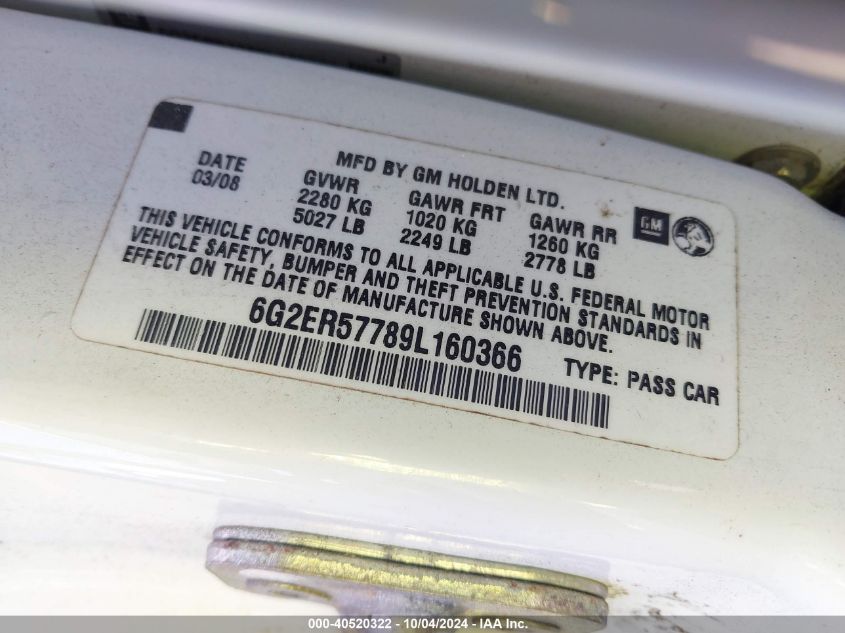 MFD BY GM HOLDEN LTD.
DATE GVWR GAWR FRT GAWR RR GM
03/08 2280 KG 1020 KG 1260 KG
5027 LB 2249 LB 2778 LB
THIS VEHICLE CONFORMS TO ALL APPLICABLE U.S. FEDERAL MOTOR
VEHICLE SAFETY, BUMPER AND THEFT PREVENTION STANDARDS IN
EFFECT ON THE DATE OF MANUFACTURE SHOWN ABOVE.
6G2ER57789L160366 TYPE: PASS CAR
000-40520322 - 10/04/2024 - IAA Inc.